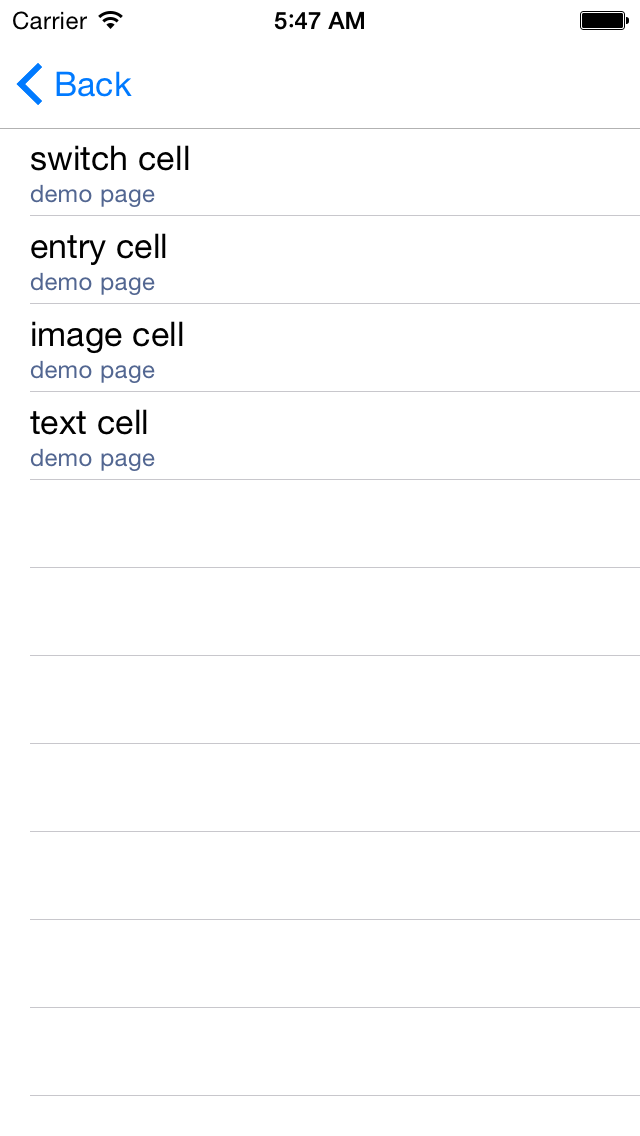 Carrier 5:47 AM
Back
switch cell
demo page
entry cell
demo page
image cell
demo page
text cell
demo page